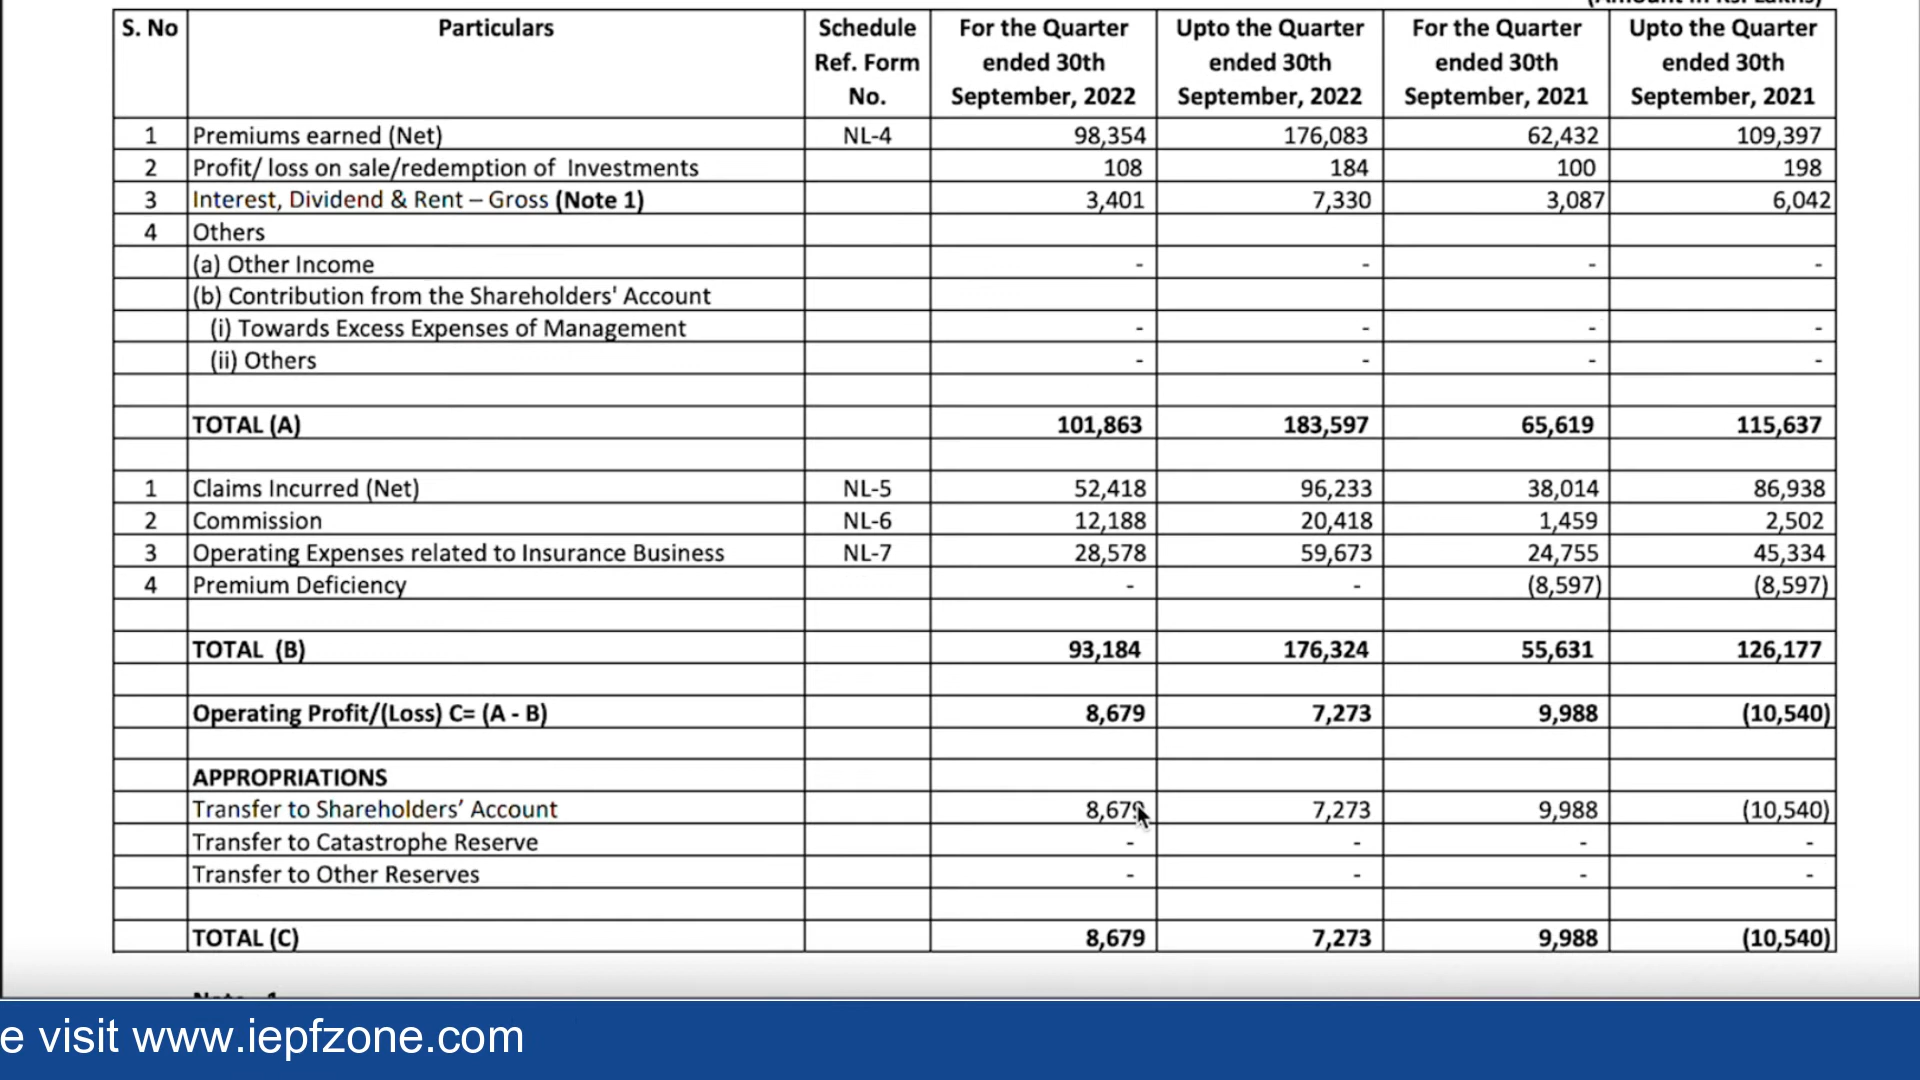 (Amount in Rs. Lakhs)
S. No Particulars Schedule Ref. Form No. For the Quarter ended 30th September, 2022 Upto the Quarter ended 30th September, 2022 For the Quarter ended 30th September, 2021 Upto the Quarter ended 30th September, 2021
1 Premiums earned (Net) NL-4 98,354 176,083 62,432 109,397
2 Profit/ loss on sale/redemption of Investments 108 184 100 198
3 Interest, Dividend & Rent – Gross (Note 1) 3,401 7,330 3,087 6,042
4 Others
(a) Other Income - - - -
(b) Contribution from the Shareholders' Account
(i) Towards Excess Expenses of Management - - - -
(ii) Others - - - -
TOTAL (A) 101,863 183,597 65,619 115,637
1 Claims Incurred (Net) NL-5 52,418 96,233 38,014 86,938
2 Commission NL-6 12,188 20,418 1,459 2,502
3 Operating Expenses related to Insurance Business NL-7 28,578 59,673 24,755 45,334
4 Premium Deficiency - - (8,597) (8,597)
TOTAL (B) 93,184 176,324 55,631 126,177
Operating Profit/(Loss) C= (A - B) 8,679 7,273 9,988 (10,540)
APPROPRIATIONS
Transfer to Shareholders’ Account 8,679 7,273 9,988 (10,540)
Transfer to Catastrophe Reserve - - - -
Transfer to Other Reserves - - - -
TOTAL (C) 8,679 7,273 9,988 (10,540)
Note - 1
e visit www.iepfzone.com